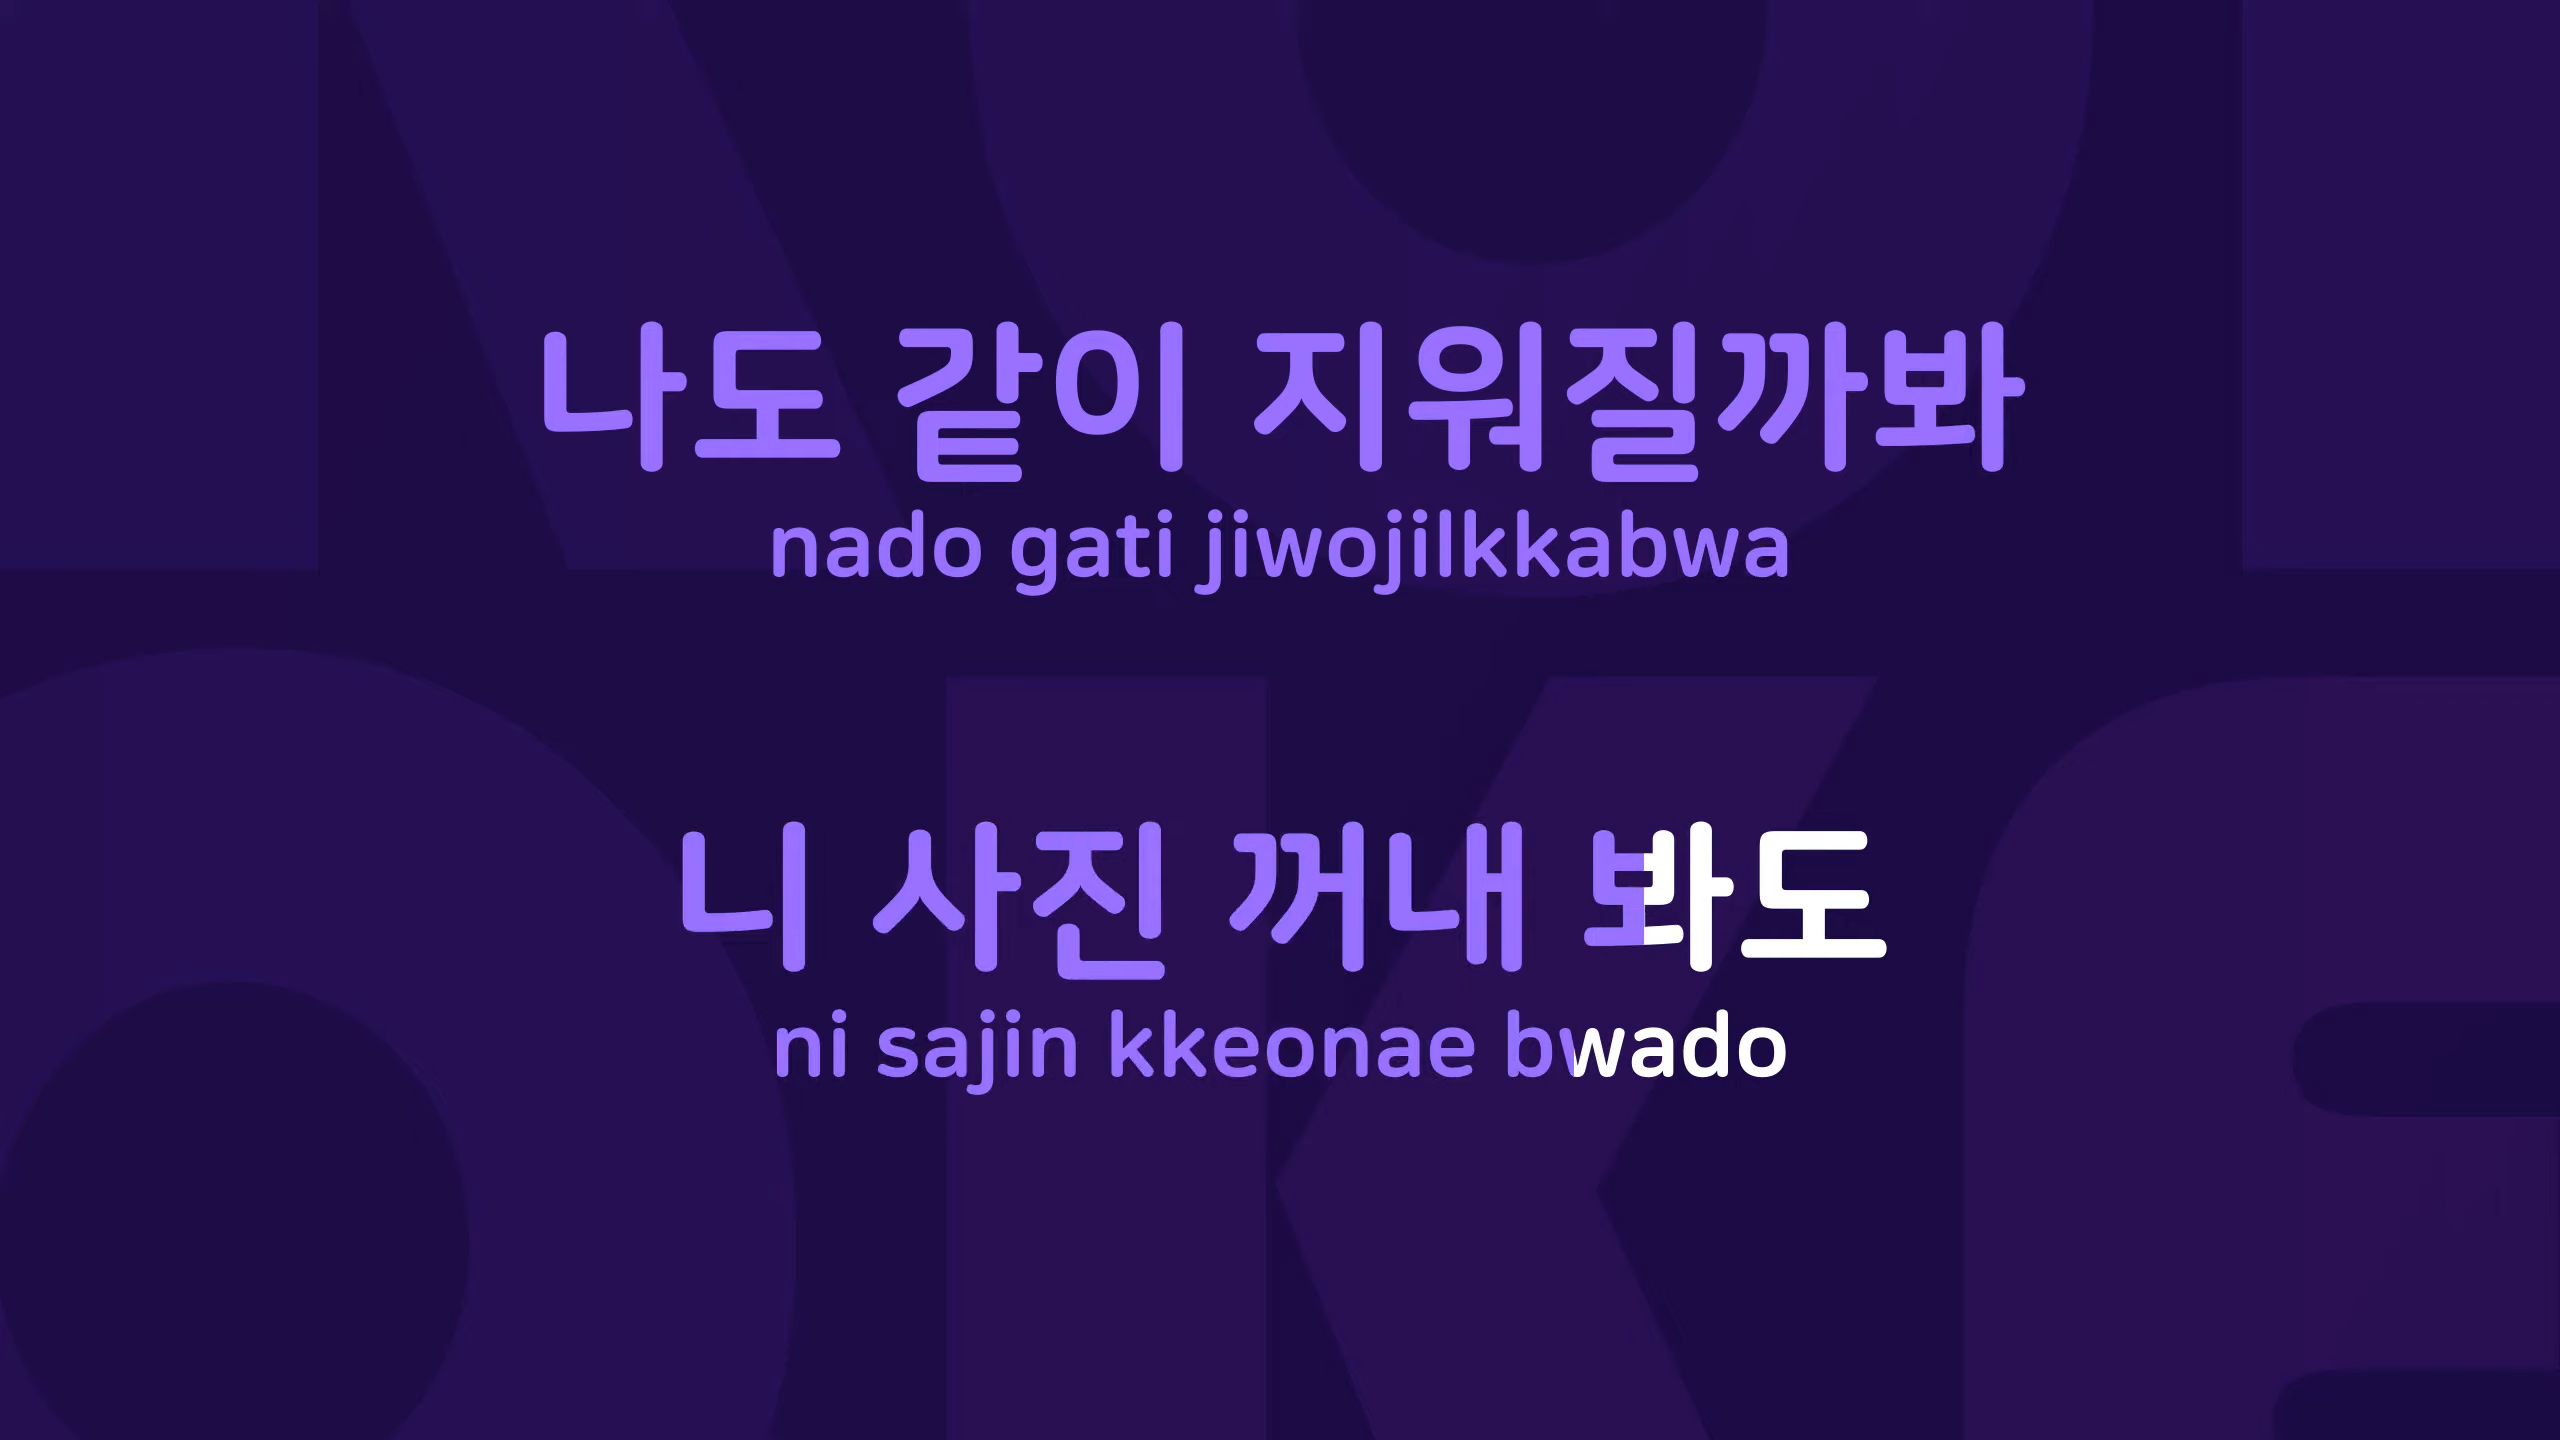 나도 같이 지워질까봐
nado gati jiwojilkkabwa
니 사진 꺼내 봐도
ni sajin kkeonae bwado